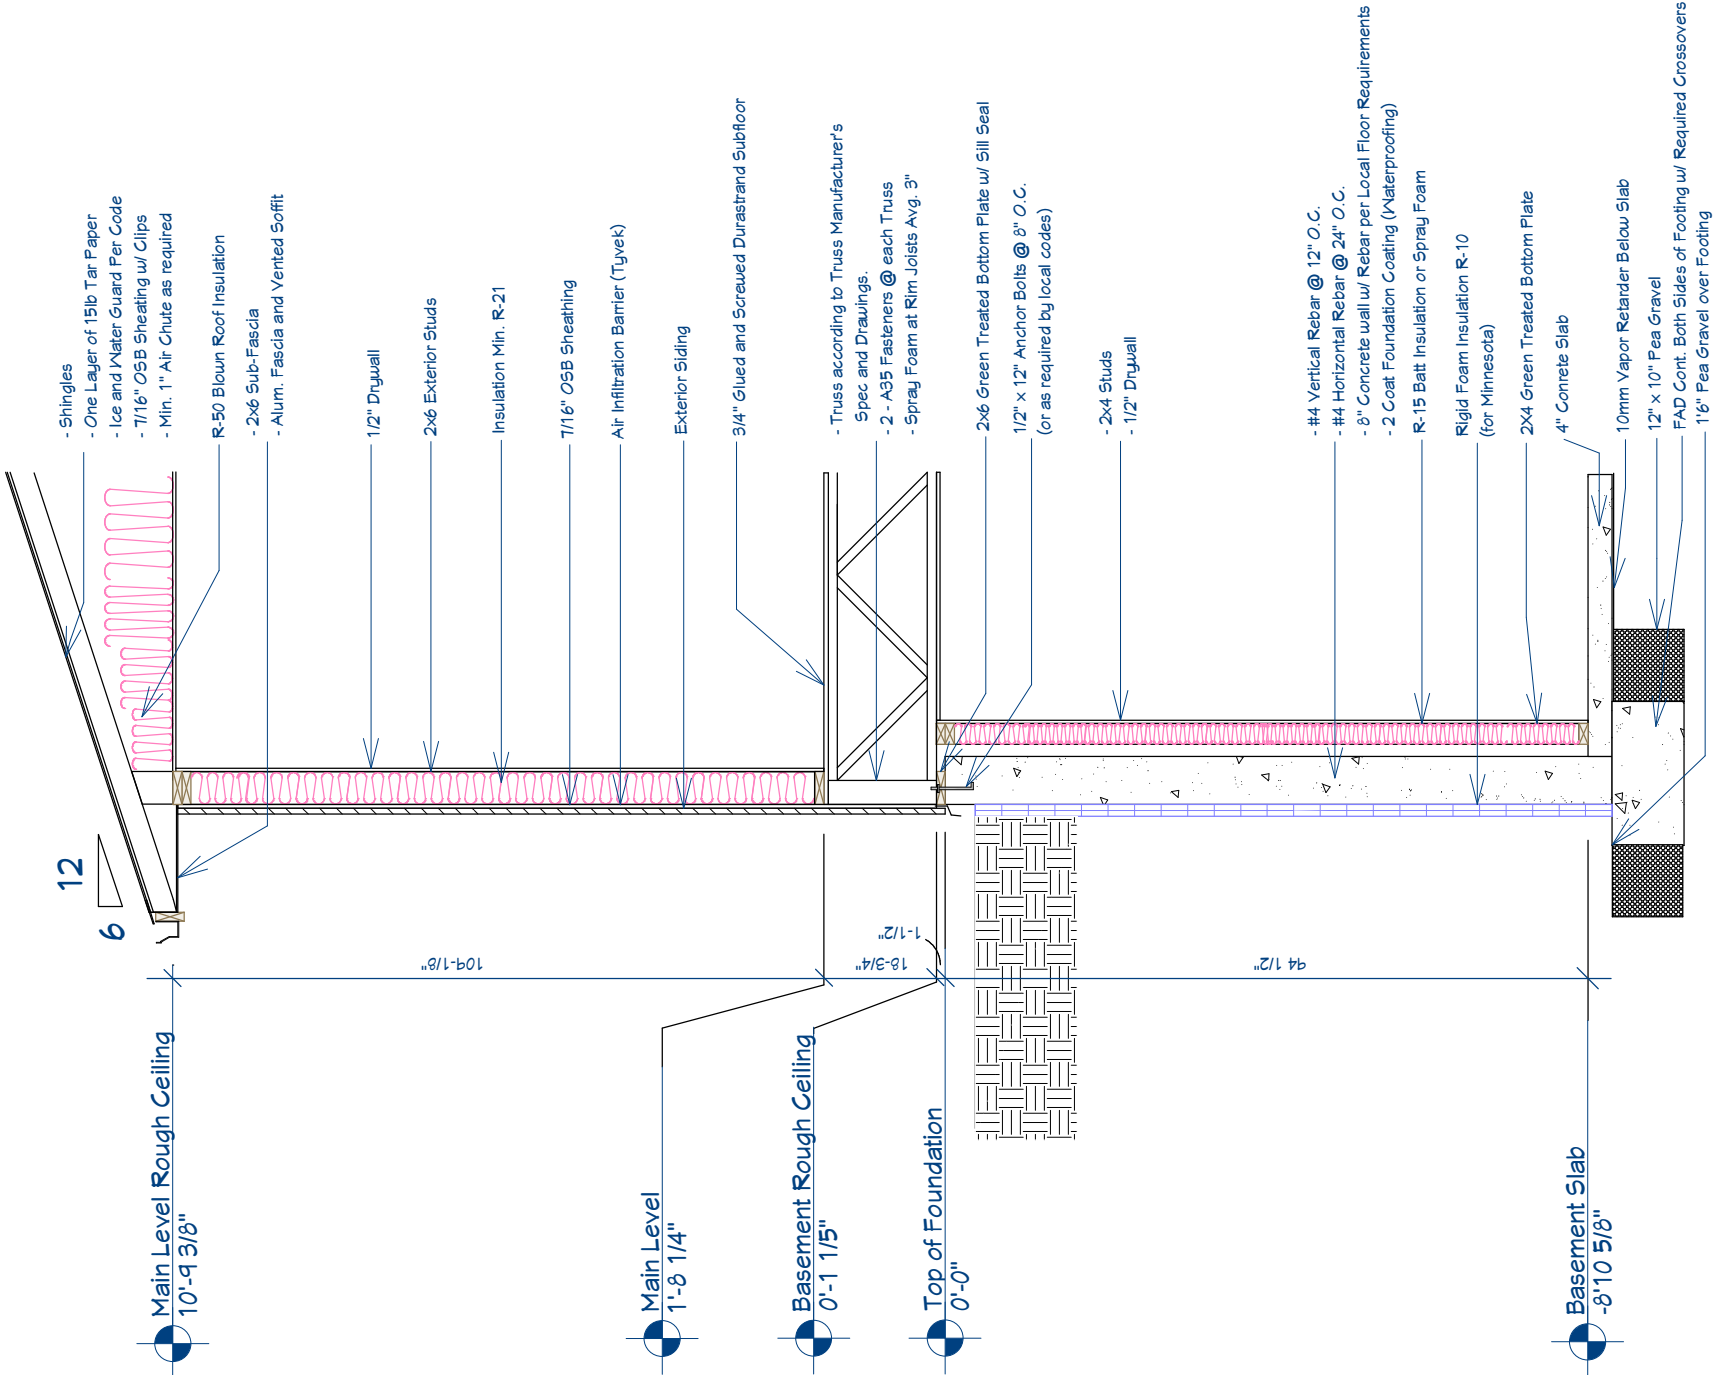 - Shingles
- One Layer of 15lb Tar Paper
- Ice and Water Guard Per Code
- 7/16" OSB Sheating w/ Clips
- Min. 1" Air Chute as required
R-50 Blown Roof Insulation
- 2x6 Sub-Fascia
- Alum. Fascia and Vented Soffit
1/2" Drywall
2x6 Exterior Studs
Insulation Min. R-21
7/16" OSB Sheathing
Air Infiltration Barrier (Tyvek)
Exterior Siding
3/4" Glued and Screwed Durastrand Subfloor
- Truss according to Truss Manufacturer's
Spec and Drawings.
- 2 - A35 Fasteners @ each Truss
- Spray Foam at Rim Joists Avg. 3"
2x6 Green Treated Bottom Plate w/ Sill Seal
1/2" x 12" Anchor Bolts @ 8" O.C.
(or as required by local codes)
- 2x4 Studs
- 1/2" Drywall
- #4 Vertical Rebar @ 12" O.C.
- #4 Horizontal Rebar @ 24" O.C.
- 8" Concrete wall w/ Rebar per Local Floor Requirements
- 2 Coat Foundation Coating (Waterproofing)
R-15 Batt Insulation or Spray Foam
Rigid Foam Insulation R-10
(for Minnesota)
2X4 Green Treated Bottom Plate
4" Conrete Slab
10mm Vapor Retarder Below Slab
12" x 10" Pea Gravel
FAD Cont. Both Sides of Footing w/ Required Crossovers
1'6" Pea Gravel over Footing
12
6
109-1/8"
18-3/4"
1-1/2"
94 1/2"
Main Level Rough Ceiling
10'-9 3/8"
Main Level
1'-8 1/4"
Basement Rough Ceiling
0'-1 1/5"
Top of Foundation
0'-0"
Basement Slab
-8'10 5/8"